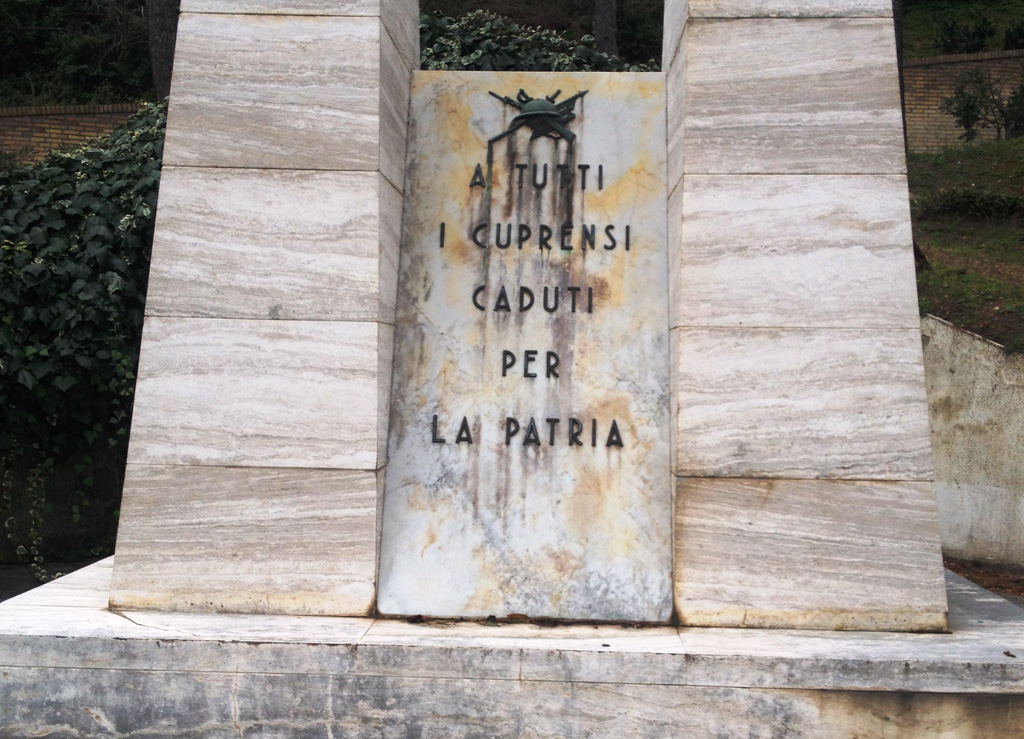 A TUTTI
I CUPRENSI
CADUTI
PER
LA PATRIA